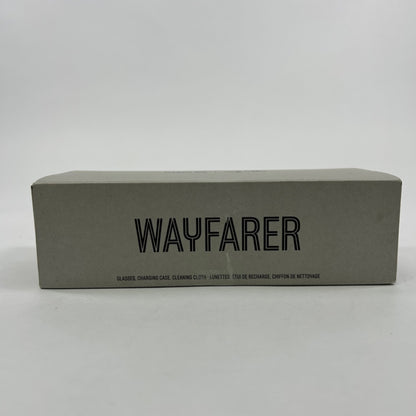 WAYFARER
GLASSES, CHARGING CASE, CLEANING CLOTH · LUNETTES, ÉTUI DE RECHARGE, CHIFFON DE NETTOYAGE